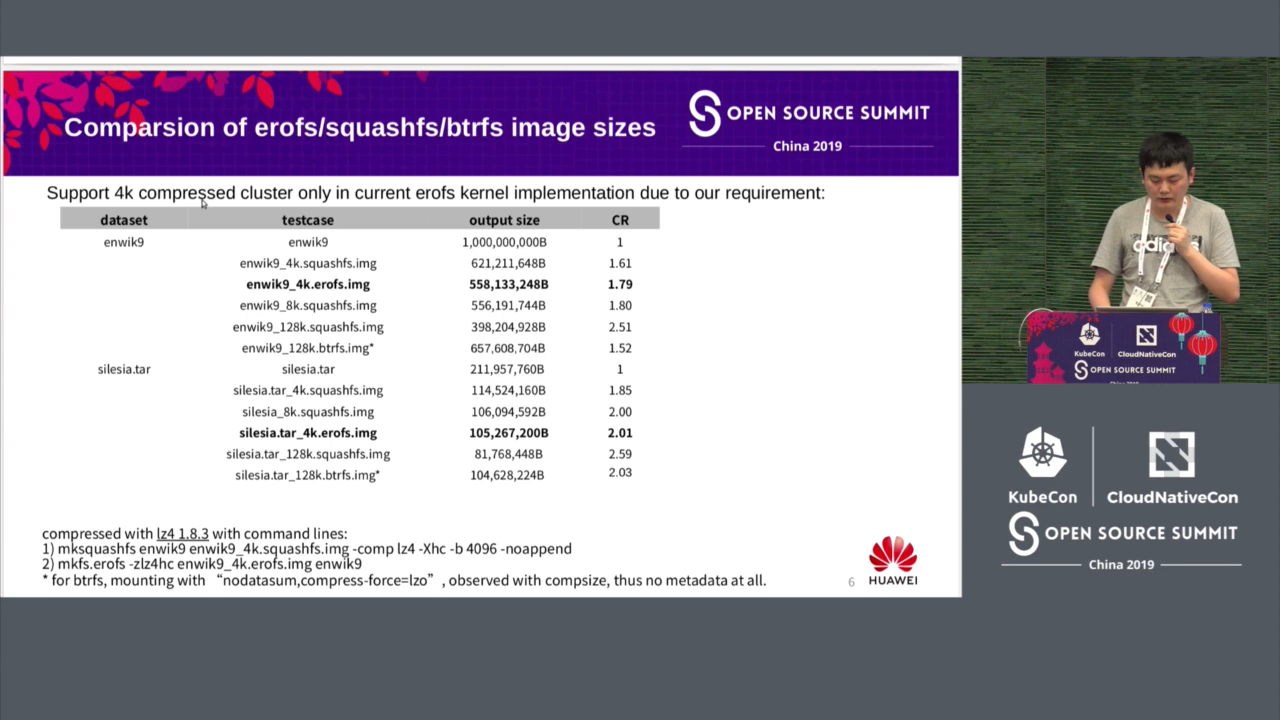 Comparsion of erofs/squashfs/btrfs image sizes
OPEN SOURCE SUMMIT
China 2019
Support 4k compressed cluster only in current erofs kernel implementation due to our requirement:
dataset testcase output size CR
enwik9 enwik9 1,000,000,000B 1
enwik9_4k.squashfs.img 621,211,648B 1.61
enwik9_4k.erofs.img 558,133,248B 1.79
enwik9_8k.squashfs.img 556,191,744B 1.80
enwik9_128k.squashfs.img 398,204,928B 2.51
enwik9_128k.btrfs.img* 657,608,704B 1.52
silesia.tar silesia.tar 211,957,760B 1
silesia.tar_4k.squashfs.img 114,524,160B 1.85
silesia_8k.squashfs.img 106,094,592B 2.00
silesia.tar_4k.erofs.img 105,267,200B 2.01
silesia.tar_128k.squashfs.img 81,768,448B 2.59
silesia.tar_128k.btrfs.img* 104,628,224B 2.03
compressed with lz4 1.8.3 with command lines:
1) mksquashfs enwik9 enwik9_4k.squashfs.img -comp lz4 -Xhc -b 4096 -noappend
2) mkfs.erofs -zlz4hc enwik9_4k.erofs.img enwik9
* for btrfs, mounting with “nodatasum,compress-force=lzo”, observed with compsize, thus no metadata at all.
6
HUAWEI
adidas
KubeCon CloudNativeCon
OPEN SOURCE SUMMIT
China 2019
KubeCon CloudNativeCon
OPEN SOURCE SUMMIT
China 2019